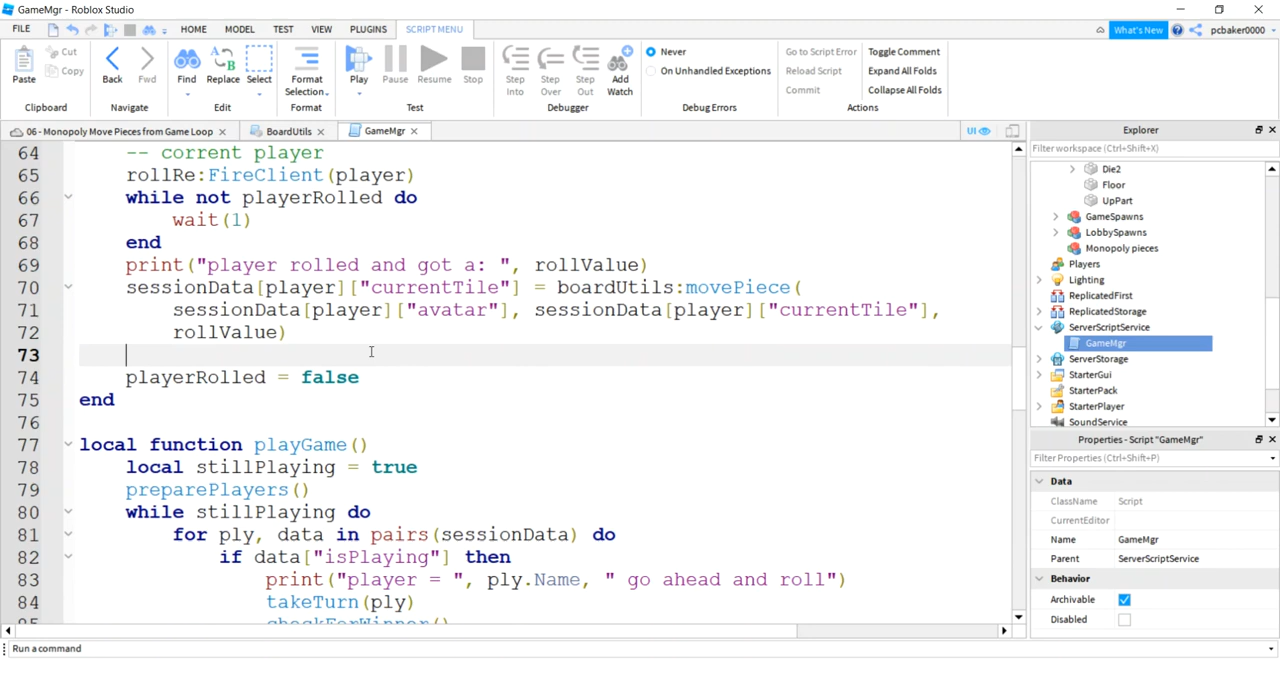 GameMgr - Roblox Studio
FILE HOME MODEL TEST VIEW PLUGINS SCRIPT MENU What's New pcbaker0000
Paste Cut Copy Clipboard
Back Fwd Navigate
Find Replace Select Edit
Format Selection Format
Play Pause Resume Stop Test
Step Into Step Over Step Out Add Watch Debugger
Never
On Unhandled Exceptions
Debug Errors
Go to Script Error Toggle Comment
Reload Script Expand All Folds
Commit Collapse All Folds
Actions
06 - Monopoly Move Pieces from Game Loop BoardUtils GameMgr UI
64 -- corrent player
65 rollRe:FireClient(player)
66 while not playerRolled do
67 wait(1)
68 end
69 print("player rolled and got a: ", rollValue)
70 sessionData[player]["currentTile"] = boardUtils:movePiece(
71 sessionData[player]["avatar"], sessionData[player]["currentTile"],
72 rollValue)
73
74 playerRolled = false
75 end
76
77 local function playGame()
78 local stillPlaying = true
79 preparePlayers()
80 while stillPlaying do
81 for ply, data in pairs(sessionData) do
82 if data["isPlaying"] then
83 print("player = ", ply.Name, " go ahead and roll")
84 takeTurn(ply)
85 checkForWinner()
Explorer
Filter workspace (Ctrl+Shift+X)
Die2
Floor
UpPart
GameSpawns
LobbySpawns
Monopoly pieces
Players
Lighting
ReplicatedFirst
ReplicatedStorage
ServerScriptService
GameMgr
ServerStorage
StarterGui
StarterPack
StarterPlayer
SoundService
Properties - Script "GameMgr"
Filter Properties (Ctrl+Shift+P)
Data
ClassName Script
CurrentEditor
Name GameMgr
Parent ServerScriptService
Behavior
Archivable
Disabled
Run a command